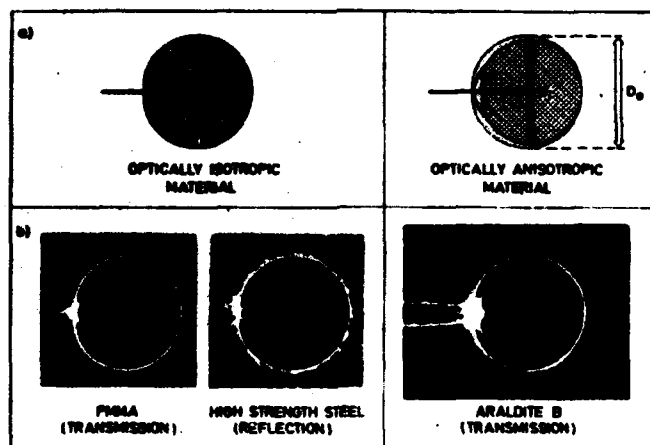 a)
D₀
OPTICALLY ISOTROPIC
MATERIAL
OPTICALLY ANISOTROPIC
MATERIAL
b)
PMMA
(TRANSMISSION)
HIGH STRENGTH STEEL
(REFLECTION)
ARALDITE B
(TRANSMISSION)